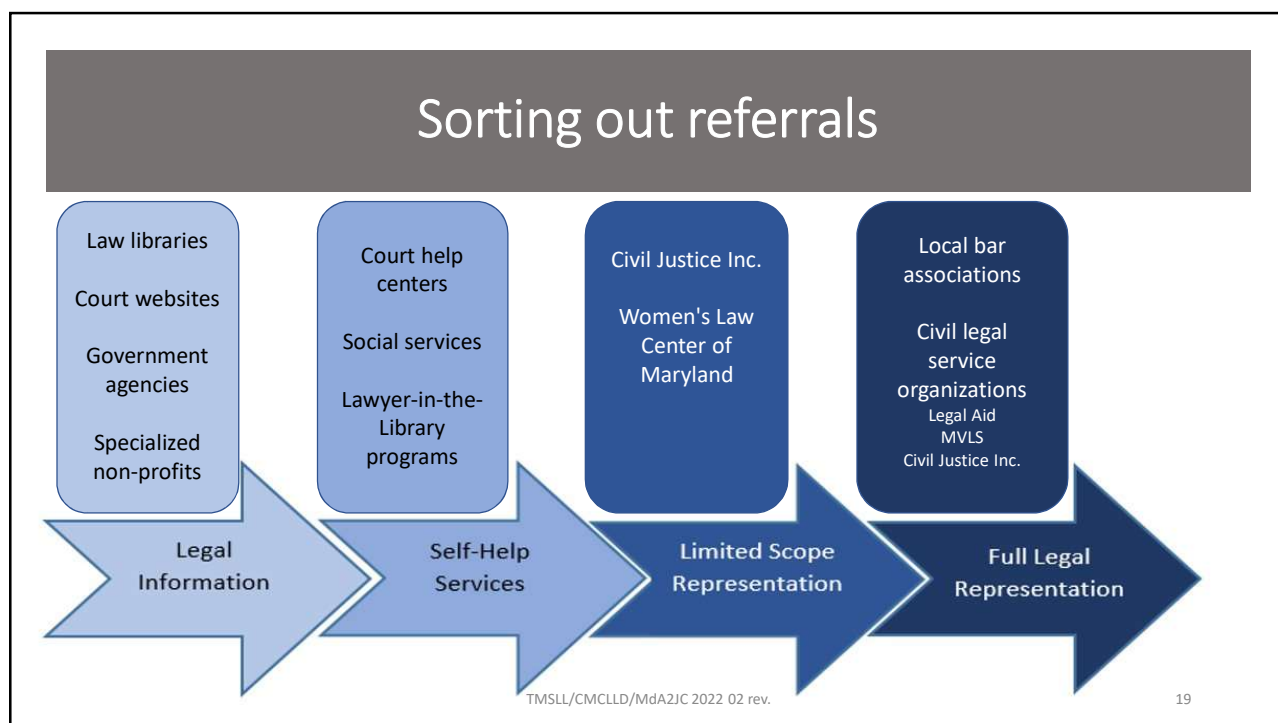 Sorting out referrals
Law libraries
Court websites
Government
agencies
Specialized
non-profits
Court help
centers
Social services
Lawyer-in-the-
Library
programs
Civil Justice Inc.
Women's Law
Center of
Maryland
Local bar
associations
Civil legal
service
organizations
Legal Aid
MVLS
Civil Justice Inc.
Legal
Information
Self-Help
Services
Limited Scope
Representation
Full Legal
Representation
TMSLL/CMCLLD/MdA2JC 2022 02 rev.
19